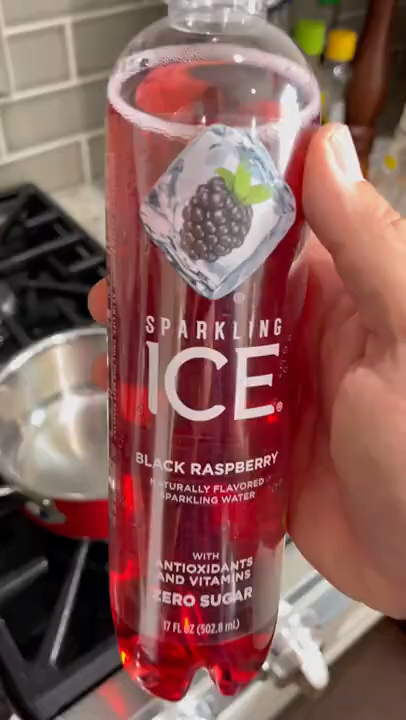 SPARKLING
ICE®
BLACK RASPBERRY
NATURALLY FLAVORED
SPARKLING WATER
WITH
ANTIOXIDANTS
AND VITAMINS
ZERO SUGAR
17 FL OZ (502.8 mL)